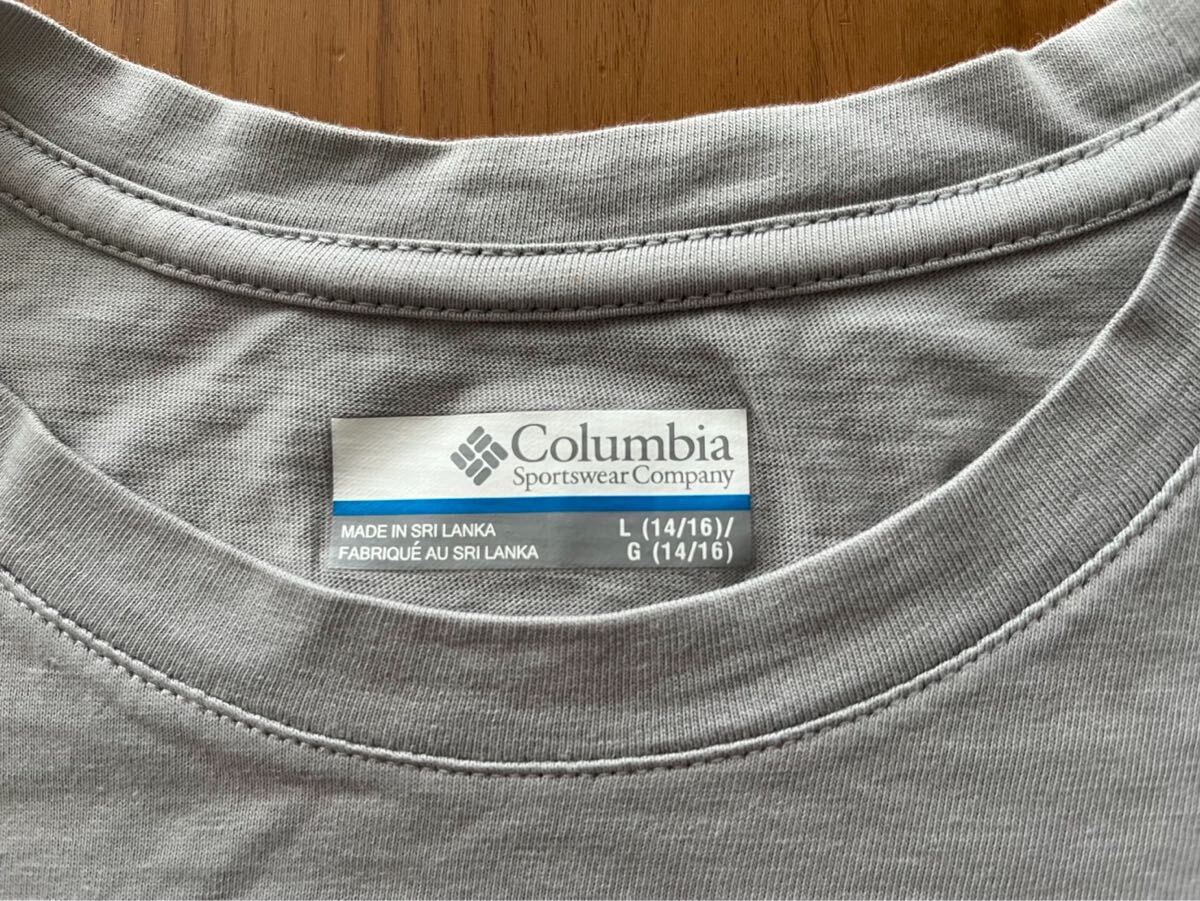 Columbia
Sportswear Company
MADE IN SRI LANKA
FABRIQUÉ AU SRI LANKA
L (14/16)/
G (14/16)